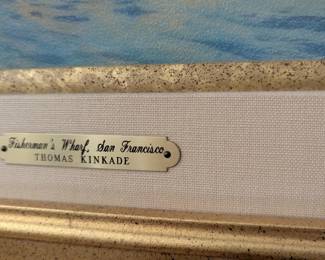 Fisherman's Wharf, San Francisco
THOMAS KINKADE